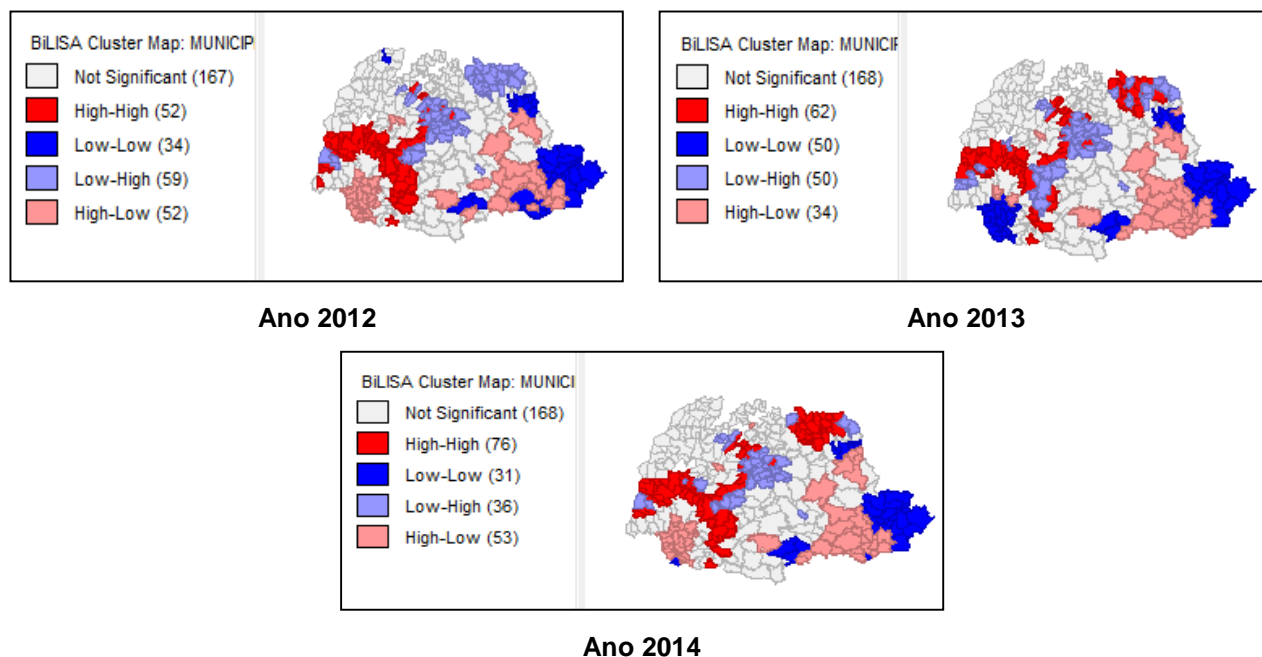 BiLISA Cluster Map: MUNICIP
Not Significant (167)
High-High (52)
Low-Low (34)
Low-High (59)
High-Low (52)
BiLISA Cluster Map: MUNICIP
Not Significant (168)
High-High (62)
Low-Low (50)
Low-High (50)
High-Low (34)
Ano 2012
Ano 2013
BiLISA Cluster Map: MUNICI
Not Significant (168)
High-High (76)
Low-Low (31)
Low-High (36)
High-Low (53)
Ano 2014